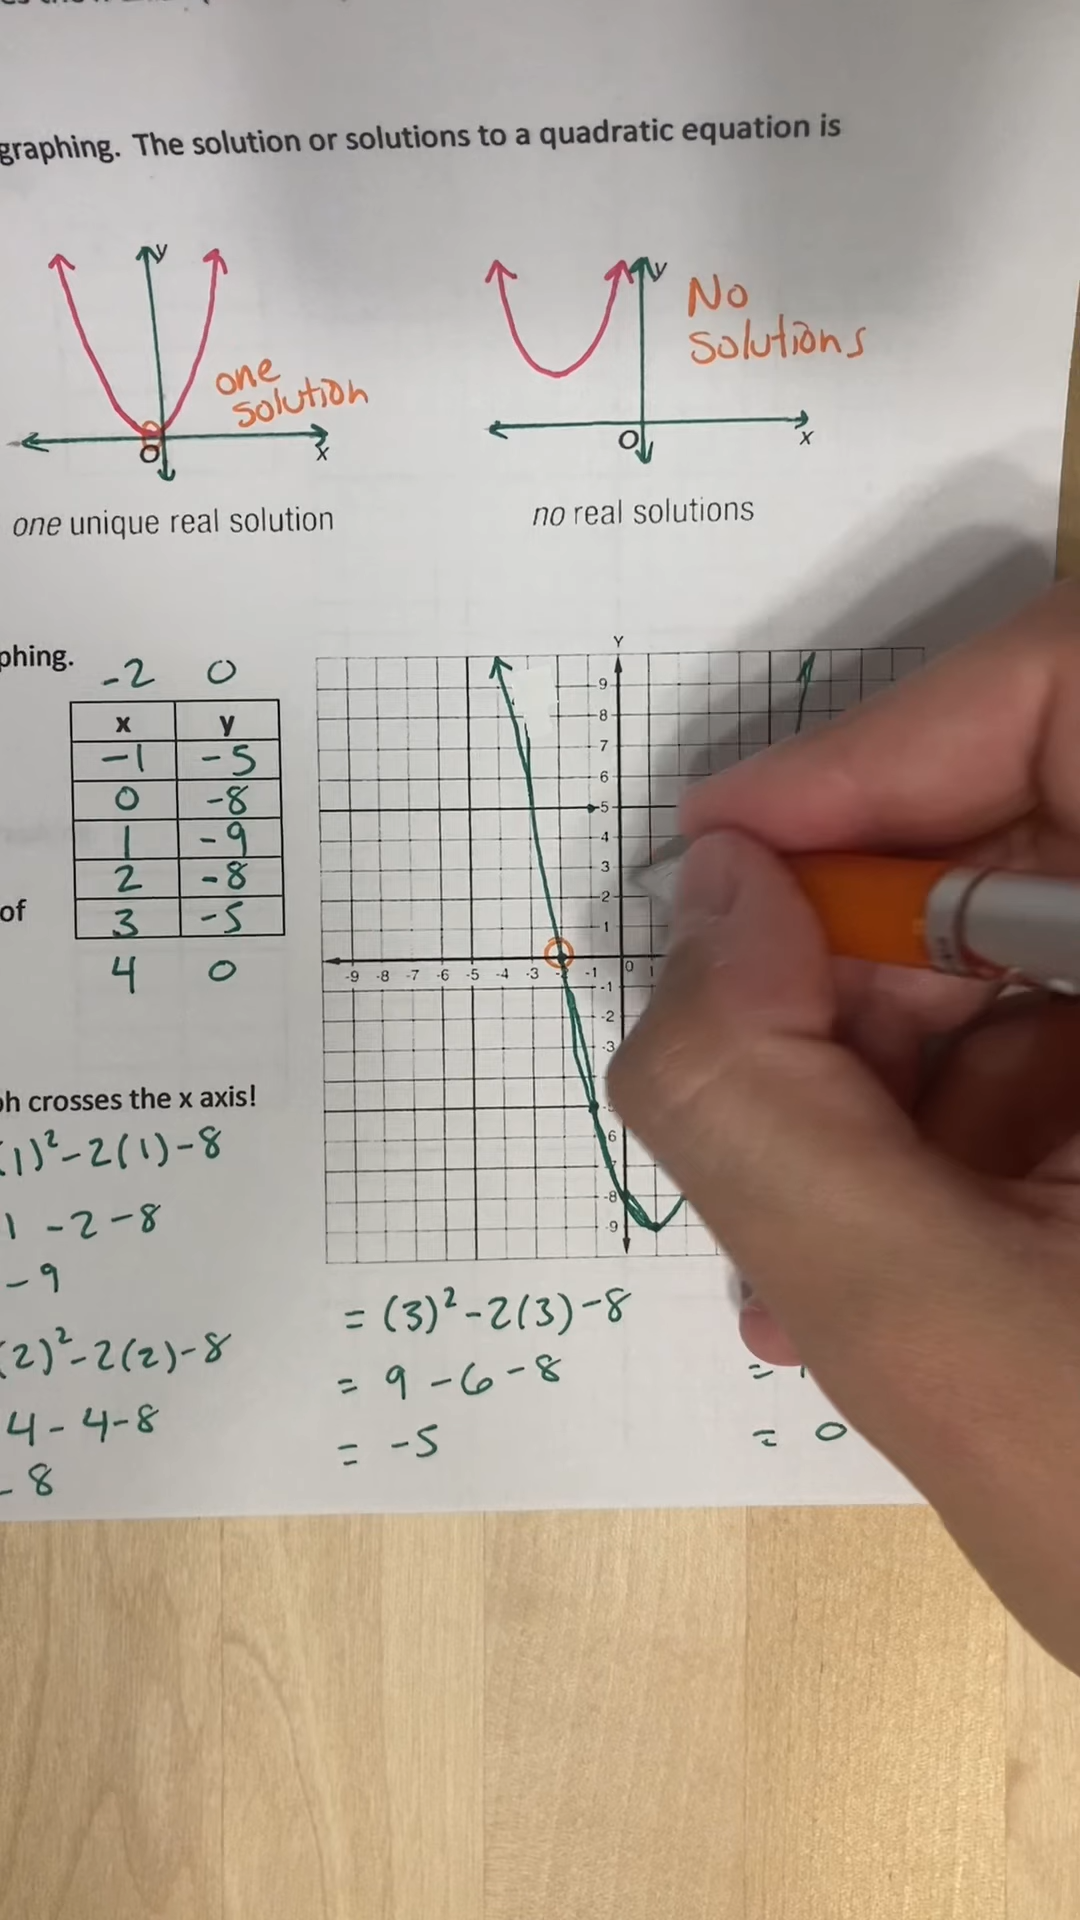 graphing. The solution or solutions to a quadratic equation is
y
one
solution
O
x
one unique real solution
y
No
solutions
O
x
no real solutions
phing.
-2 0
x y
-1 -5
0 -8
1 -9
2 -8
3 -5
4 0
of
Y
9
8
7
6
5
4
3
2
1
-9 -8 -7 -6 -5 -4 -3 -2 -1 0 1
-1
-2
-3
-5
6
-8
-9
ph crosses the x axis!
(1)²-2(1)-8
1 -2-8
-9
(2)²-2(2)-8
4-4-8
-8
= (3)²-2(3)-8
= 9-6-8
= -5
=
= 0